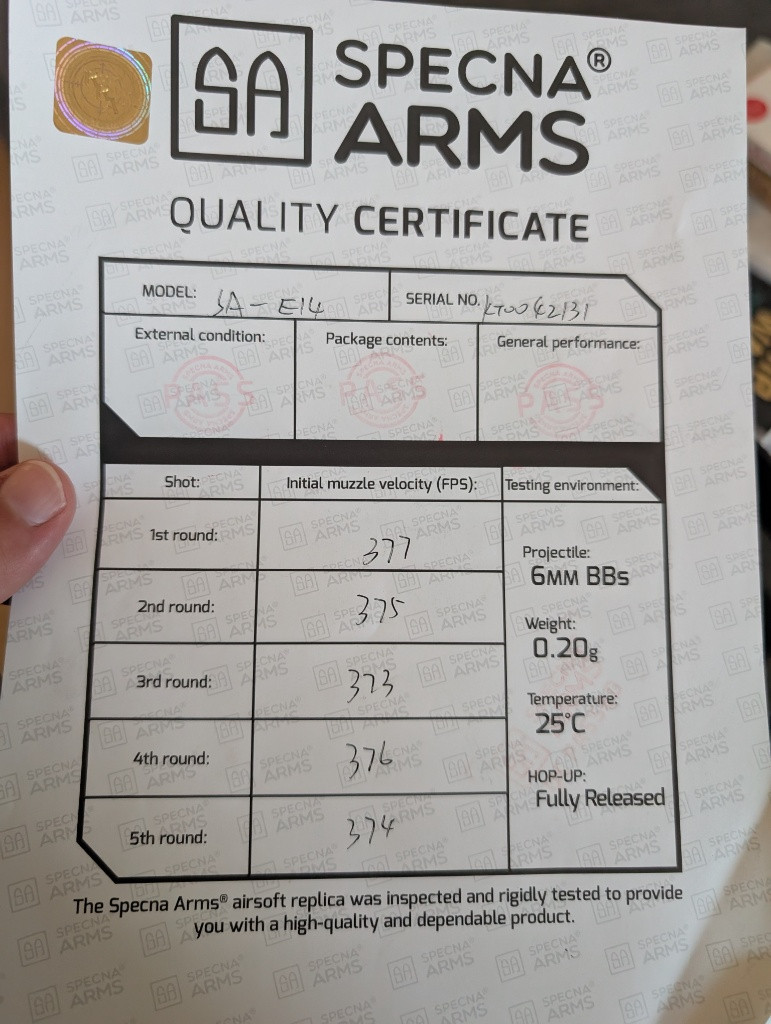 SA SPECNA®
ARMS
QUALITY CERTIFICATE
MODEL: SA-E14 SERIAL NO.
External condition: Package contents: General performance:
PASS PASS PASS
Shot: Initial muzzle velocity (FPS): Testing environment:
1st round: 377
2nd round: 375
3rd round: 373
4th round: 376
5th round: 374
Projectile:
6MM BBs
Weight:
0.20g
Temperature:
25°C
HOP-UP:
Fully Released
The Specna Arms® airsoft replica was inspected and rigidly tested to provide
you with a high-quality and dependable product.